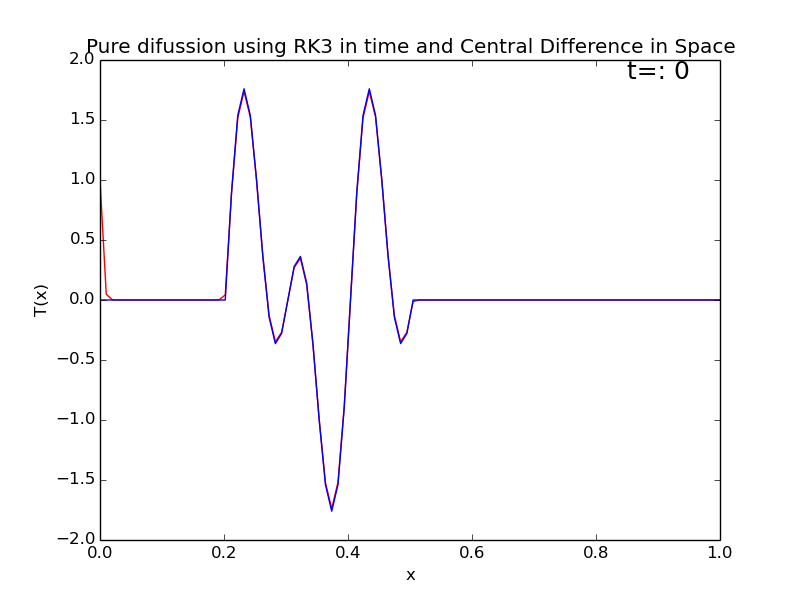 Pure difussion using RK3 in time and Central Difference in Space
t=: 0
2.0
1.5
1.0
0.5
0.0
−0.5
−1.0
−1.5
−2.0
T(x)
0.0 0.2 0.4 0.6 0.8 1.0
x